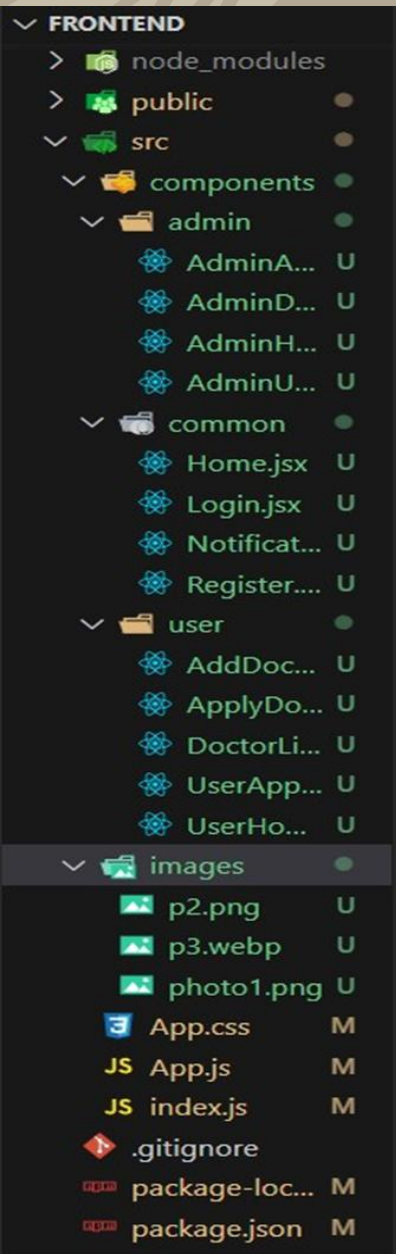 FRONTEND
node_modules
public
src
components
admin
AdminA... U
AdminD... U
AdminH... U
AdminU... U
common
Home.jsx U
Login.jsx U
Notificat... U
Register.... U
user
AddDoc... U
ApplyDo... U
DoctorLi... U
UserApp... U
UserHo... U
images
p2.png U
p3.webp U
photo1.png U
App.css M
JS App.js M
JS index.js M
.gitignore
package-loc... M
package.json M